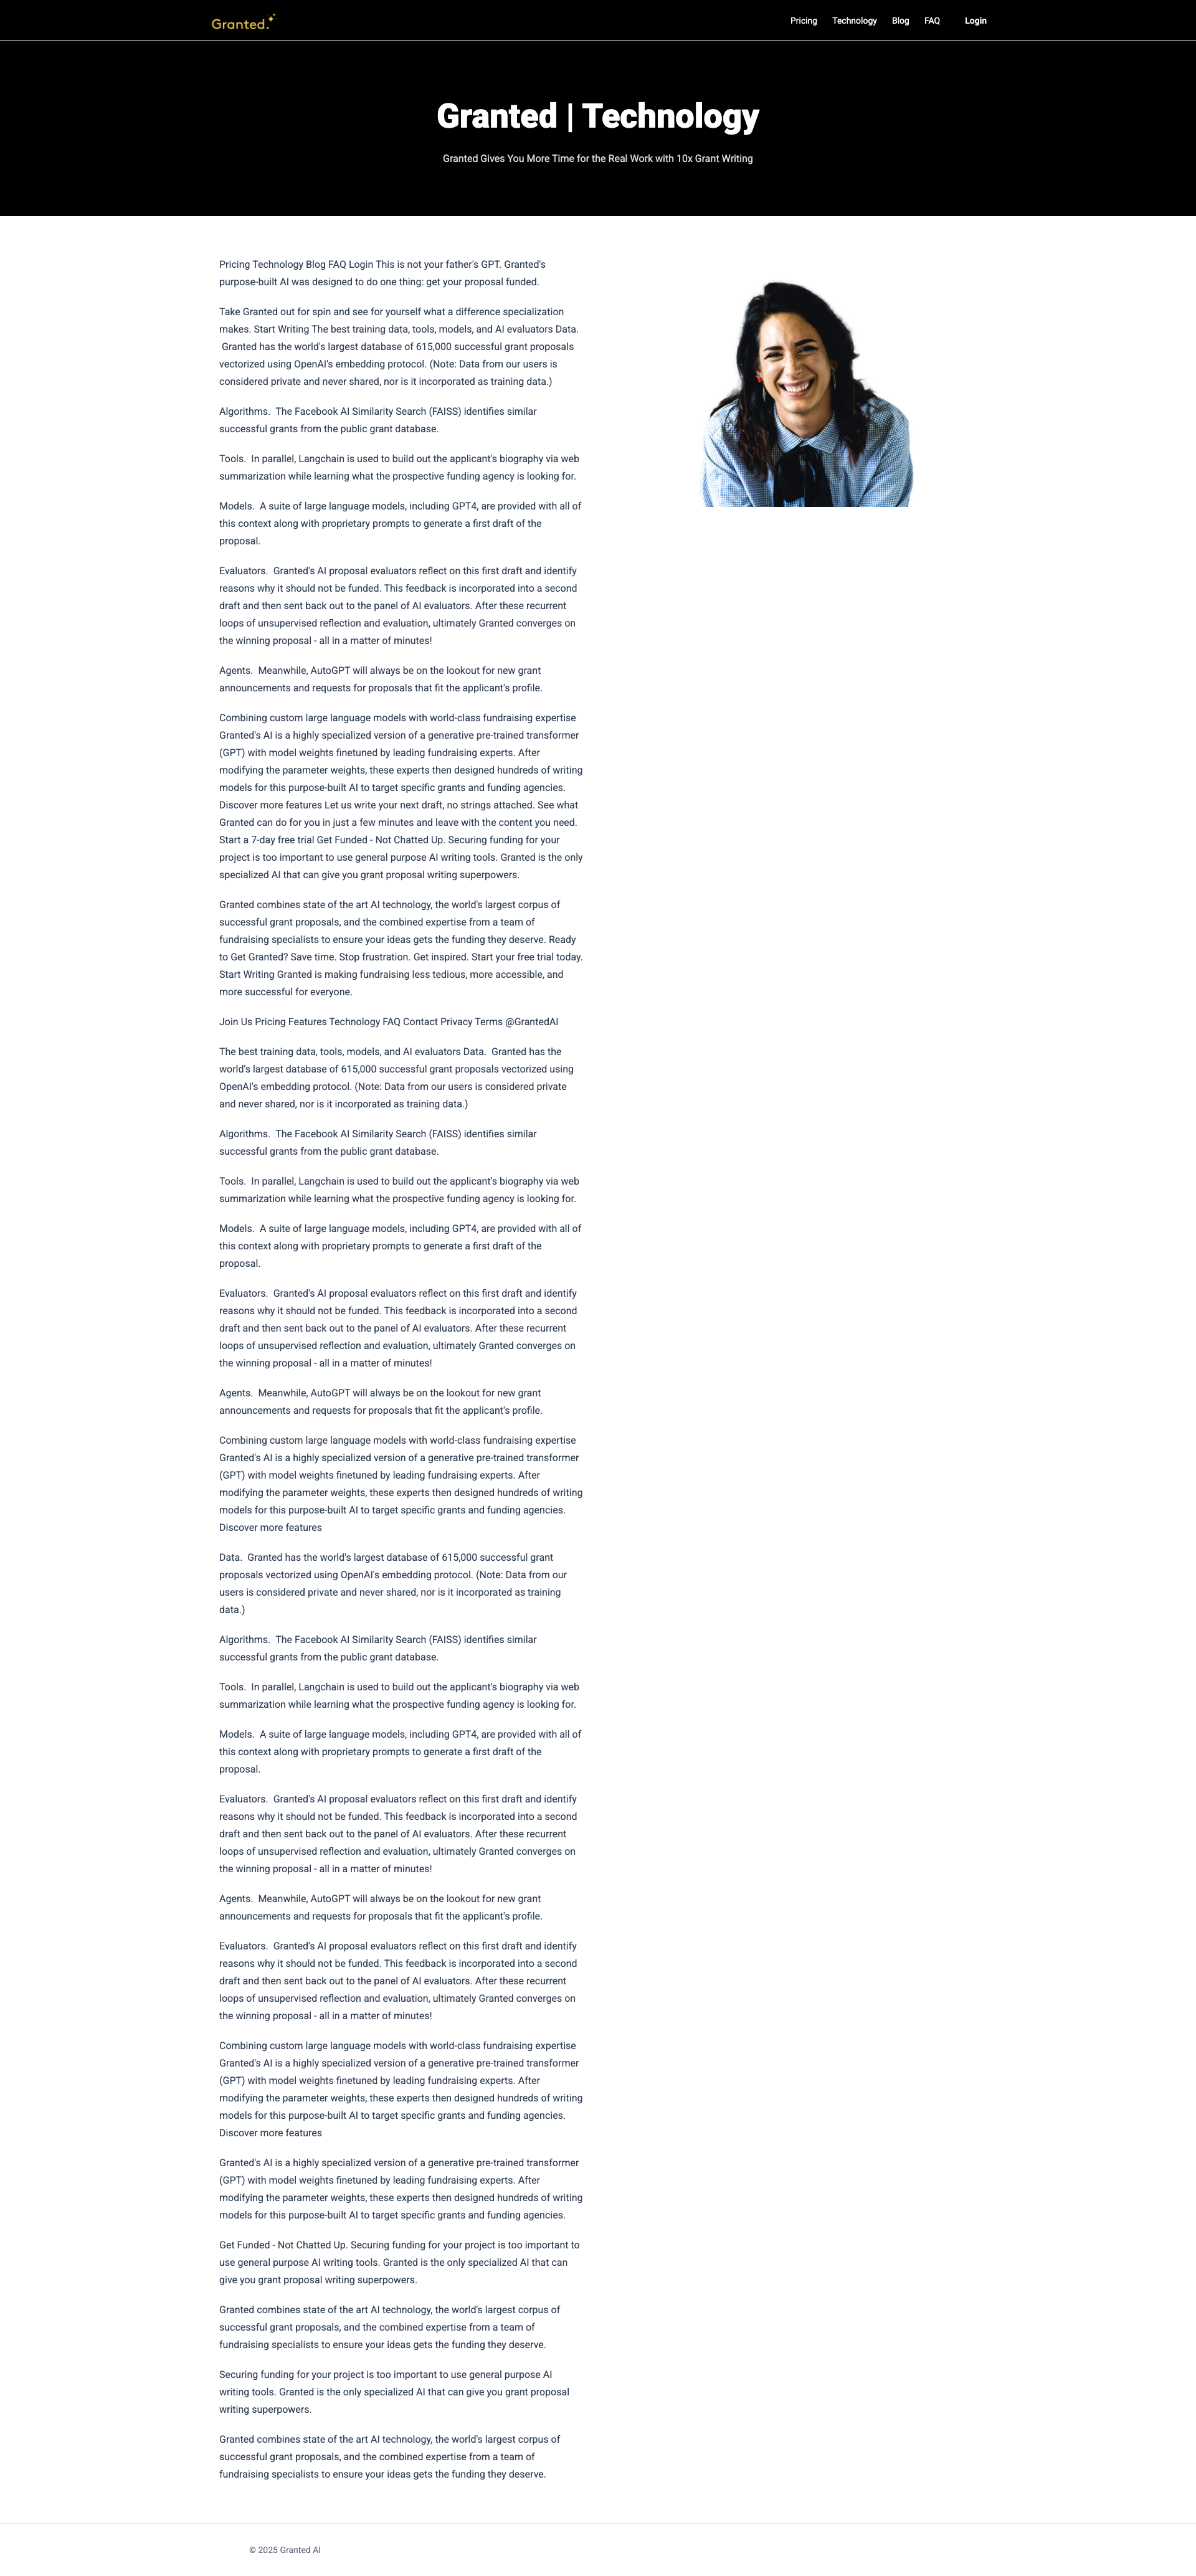 Granted.
Pricing Technology Blog FAQ Login
Granted | Technology
Granted Gives You More Time for the Real Work with 10x Grant Writing
Pricing Technology Blog FAQ Login This is not your father's GPT. Granted's
purpose-built AI was designed to do one thing: get your proposal funded.
Take Granted out for spin and see for yourself what a difference specialization
makes. Start Writing The best training data, tools, models, and AI evaluators Data.
Granted has the world's largest database of 615,000 successful grant proposals
vectorized using OpenAI's embedding protocol. (Note: Data from our users is
considered private and never shared, nor is it incorporated as training data.)
Algorithms.  The Facebook AI Similarity Search (FAISS) identifies similar
successful grants from the public grant database.
Tools.  In parallel, Langchain is used to build out the applicant's biography via web
summarization while learning what the prospective funding agency is looking for.
Models.  A suite of large language models, including GPT4, are provided with all of
this context along with proprietary prompts to generate a first draft of the
proposal.
Evaluators.  Granted's AI proposal evaluators reflect on this first draft and identify
reasons why it should not be funded. This feedback is incorporated into a second
draft and then sent back out to the panel of AI evaluators. After these recurrent
loops of unsupervised reflection and evaluation, ultimately Granted converges on
the winning proposal - all in a matter of minutes!
Agents.  Meanwhile, AutoGPT will always be on the lookout for new grant
announcements and requests for proposals that fit the applicant's profile.
Combining custom large language models with world-class fundraising expertise
Granted's AI is a highly specialized version of a generative pre-trained transformer
(GPT) with model weights finetuned by leading fundraising experts. After
modifying the parameter weights, these experts then designed hundreds of writing
models for this purpose-built AI to target specific grants and funding agencies.
Discover more features Let us write your next draft, no strings attached. See what
Granted can do for you in just a few minutes and leave with the content you need.
Start a 7-day free trial Get Funded - Not Chatted Up. Securing funding for your
project is too important to use general purpose AI writing tools. Granted is the only
specialized AI that can give you grant proposal writing superpowers.
Granted combines state of the art AI technology, the world's largest corpus of
successful grant proposals, and the combined expertise from a team of
fundraising specialists to ensure your ideas gets the funding they deserve. Ready
to Get Granted? Save time. Stop frustration. Get inspired. Start your free trial today.
Start Writing Granted is making fundraising less tedious, more accessible, and
more successful for everyone.
Join Us Pricing Features Technology FAQ Contact Privacy Terms @GrantedAI
The best training data, tools, models, and AI evaluators Data.  Granted has the
world's largest database of 615,000 successful grant proposals vectorized using
OpenAI's embedding protocol. (Note: Data from our users is considered private
and never shared, nor is it incorporated as training data.)
Algorithms.  The Facebook AI Similarity Search (FAISS) identifies similar
successful grants from the public grant database.
Tools.  In parallel, Langchain is used to build out the applicant's biography via web
summarization while learning what the prospective funding agency is looking for.
Models.  A suite of large language models, including GPT4, are provided with all of
this context along with proprietary prompts to generate a first draft of the
proposal.
Evaluators.  Granted's AI proposal evaluators reflect on this first draft and identify
reasons why it should not be funded. This feedback is incorporated into a second
draft and then sent back out to the panel of AI evaluators. After these recurrent
loops of unsupervised reflection and evaluation, ultimately Granted converges on
the winning proposal - all in a matter of minutes!
Agents.  Meanwhile, AutoGPT will always be on the lookout for new grant
announcements and requests for proposals that fit the applicant's profile.
Combining custom large language models with world-class fundraising expertise
Granted's AI is a highly specialized version of a generative pre-trained transformer
(GPT) with model weights finetuned by leading fundraising experts. After
modifying the parameter weights, these experts then designed hundreds of writing
models for this purpose-built AI to target specific grants and funding agencies.
Discover more features
Data.  Granted has the world's largest database of 615,000 successful grant
proposals vectorized using OpenAI's embedding protocol. (Note: Data from our
users is considered private and never shared, nor is it incorporated as training
data.)
Algorithms.  The Facebook AI Similarity Search (FAISS) identifies similar
successful grants from the public grant database.
Tools.  In parallel, Langchain is used to build out the applicant's biography via web
summarization while learning what the prospective funding agency is looking for.
Models.  A suite of large language models, including GPT4, are provided with all of
this context along with proprietary prompts to generate a first draft of the
proposal.
Evaluators.  Granted's AI proposal evaluators reflect on this first draft and identify
reasons why it should not be funded. This feedback is incorporated into a second
draft and then sent back out to the panel of AI evaluators. After these recurrent
loops of unsupervised reflection and evaluation, ultimately Granted converges on
the winning proposal - all in a matter of minutes!
Agents.  Meanwhile, AutoGPT will always be on the lookout for new grant
announcements and requests for proposals that fit the applicant's profile.
Evaluators.  Granted's AI proposal evaluators reflect on this first draft and identify
reasons why it should not be funded. This feedback is incorporated into a second
draft and then sent back out to the panel of AI evaluators. After these recurrent
loops of unsupervised reflection and evaluation, ultimately Granted converges on
the winning proposal - all in a matter of minutes!
Combining custom large language models with world-class fundraising expertise
Granted's AI is a highly specialized version of a generative pre-trained transformer
(GPT) with model weights finetuned by leading fundraising experts. After
modifying the parameter weights, these experts then designed hundreds of writing
models for this purpose-built AI to target specific grants and funding agencies.
Discover more features
Granted's AI is a highly specialized version of a generative pre-trained transformer
(GPT) with model weights finetuned by leading fundraising experts. After
modifying the parameter weights, these experts then designed hundreds of writing
models for this purpose-built AI to target specific grants and funding agencies.
Get Funded - Not Chatted Up. Securing funding for your project is too important to
use general purpose AI writing tools. Granted is the only specialized AI that can
give you grant proposal writing superpowers.
Granted combines state of the art AI technology, the world's largest corpus of
successful grant proposals, and the combined expertise from a team of
fundraising specialists to ensure your ideas gets the funding they deserve.
Securing funding for your project is too important to use general purpose AI
writing tools. Granted is the only specialized AI that can give you grant proposal
writing superpowers.
Granted combines state of the art AI technology, the world's largest corpus of
successful grant proposals, and the combined expertise from a team of
fundraising specialists to ensure your ideas gets the funding they deserve.
© 2025 Granted AI